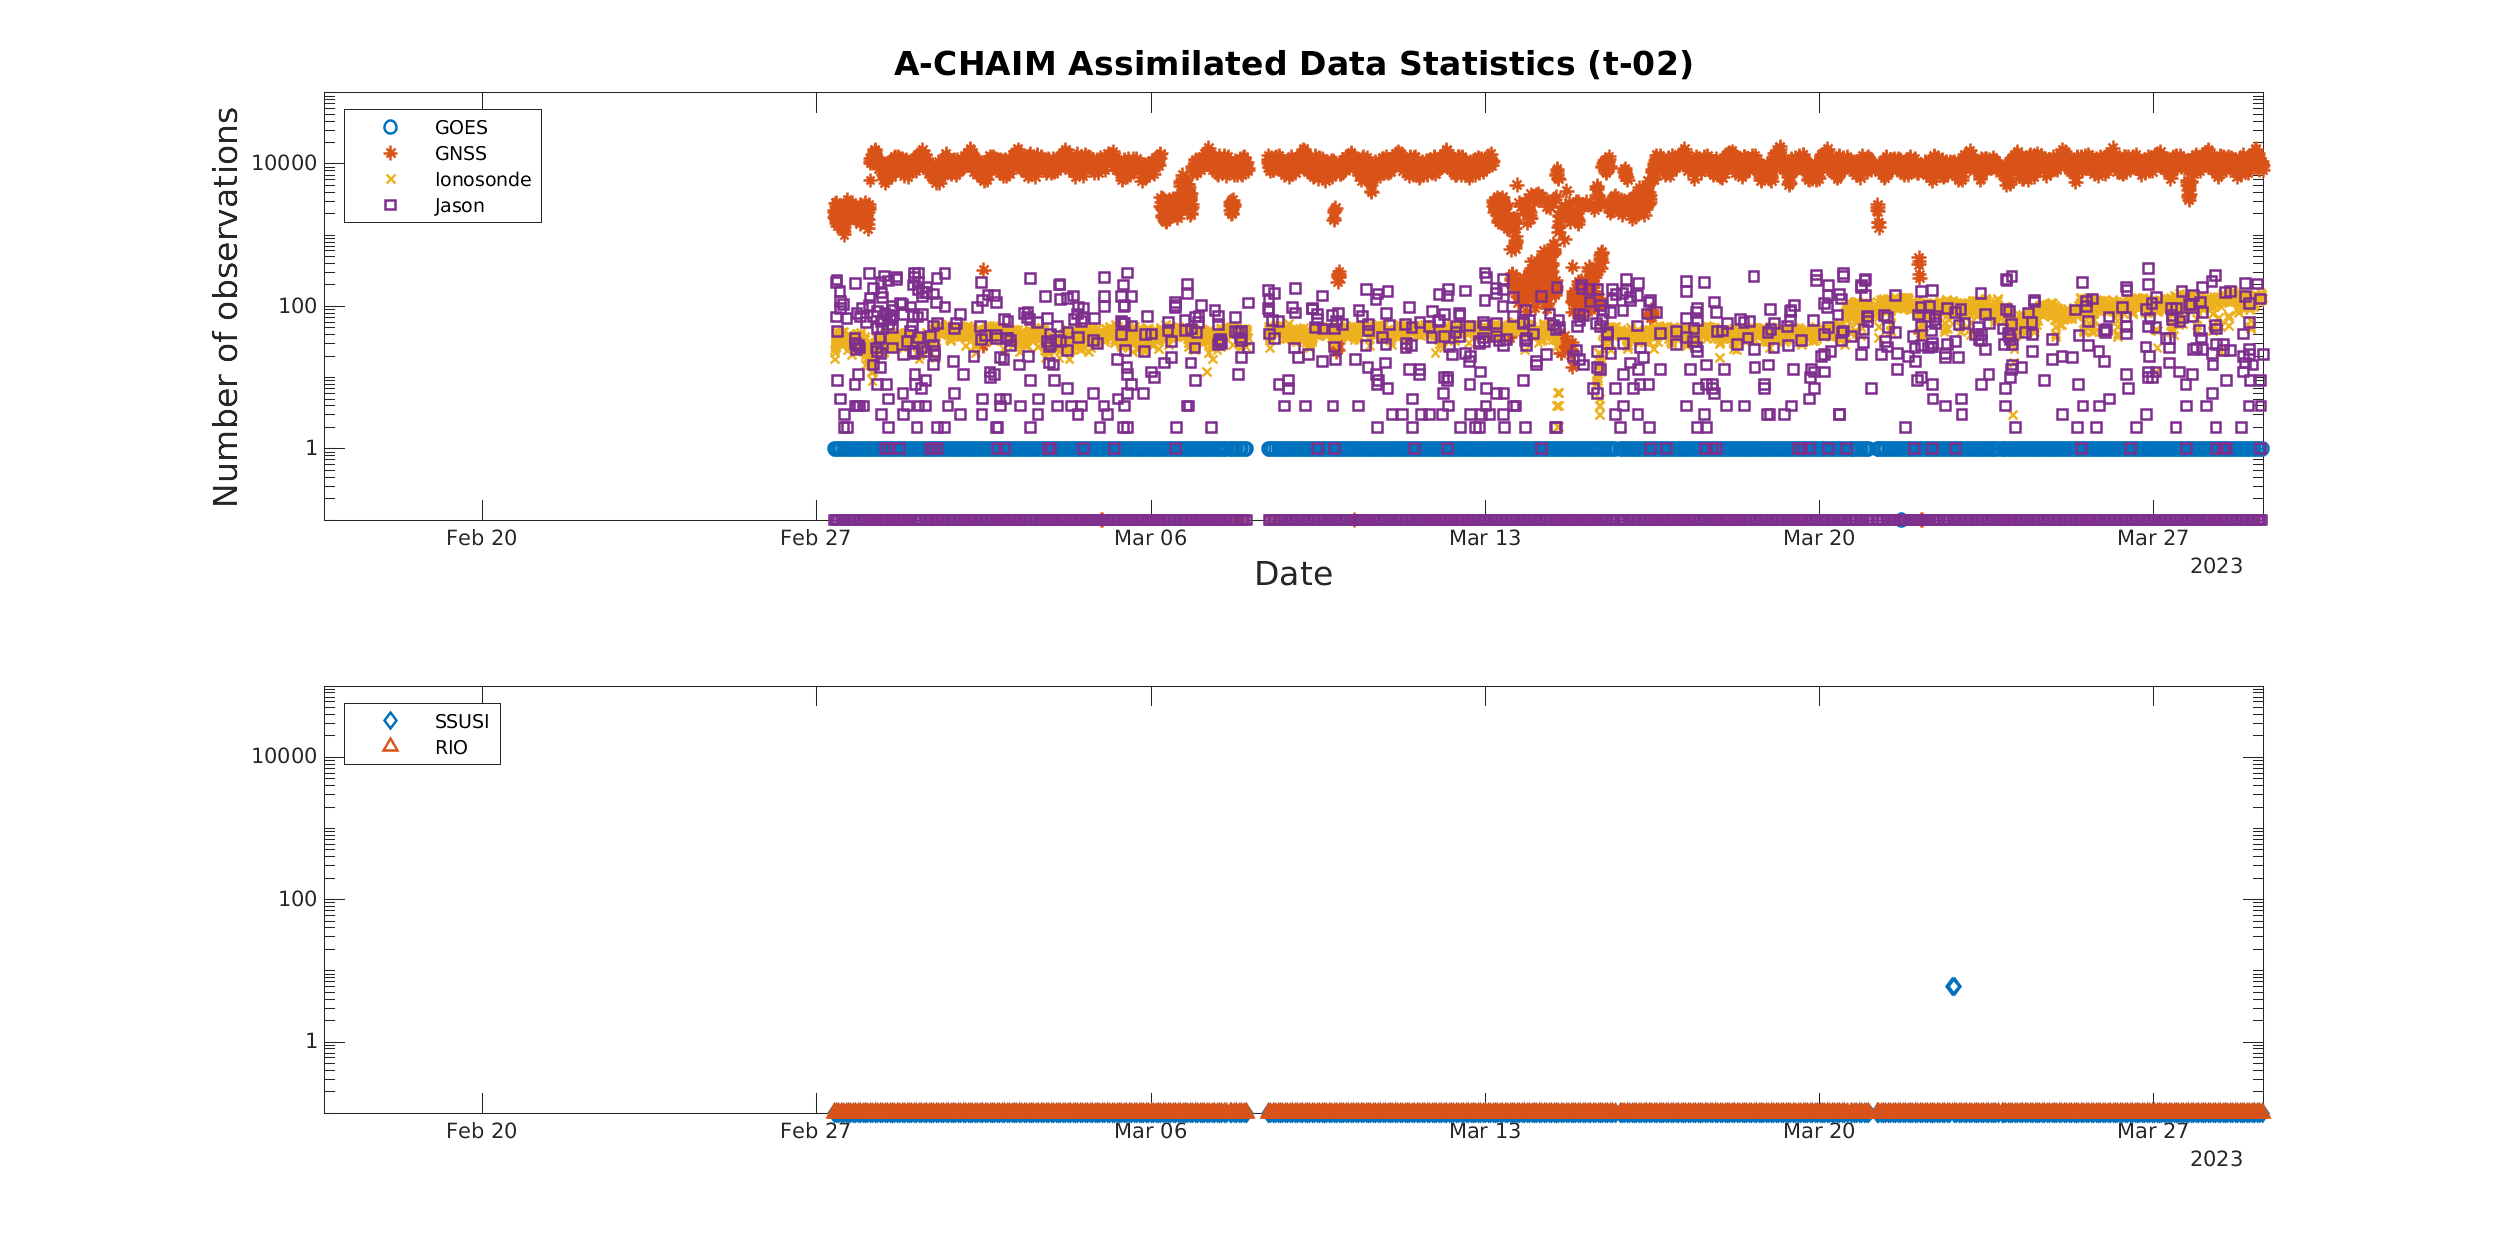 A-CHAIM Assimilated Data Statistics (t-02)
Number of observations
10000
100
1
GOES
GNSS
Ionosonde
Jason
Feb 20
Feb 27
Mar 06
Mar 13
Mar 20
Mar 27
2023
Date
10000
100
1
SSUSI
RIO
Feb 20
Feb 27
Mar 06
Mar 13
Mar 20
Mar 27
2023